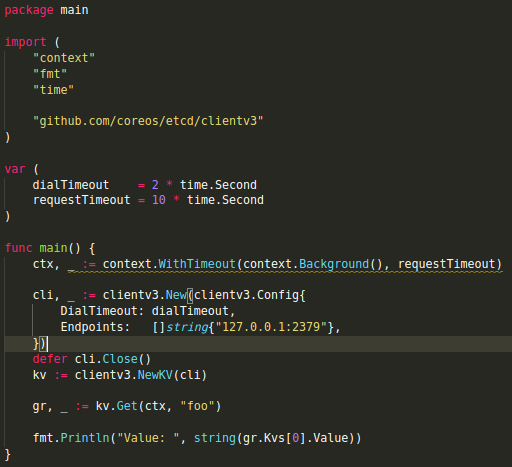 package main
import (
"context"
"fmt"
"time"
"github.com/coreos/etcd/clientv3"
)
var (
dialTimeout    = 2 * time.Second
requestTimeout = 10 * time.Second
)
func main() {
ctx, _ := context.WithTimeout(context.Background(), requestTimeout)
cli, _ := clientv3.New(clientv3.Config{
DialTimeout: dialTimeout,
Endpoints:   []string{"127.0.0.1:2379"},
})
defer cli.Close()
kv := clientv3.NewKV(cli)
gr, _ := kv.Get(ctx, "foo")
fmt.Println("Value: ", string(gr.Kvs[0].Value))
}